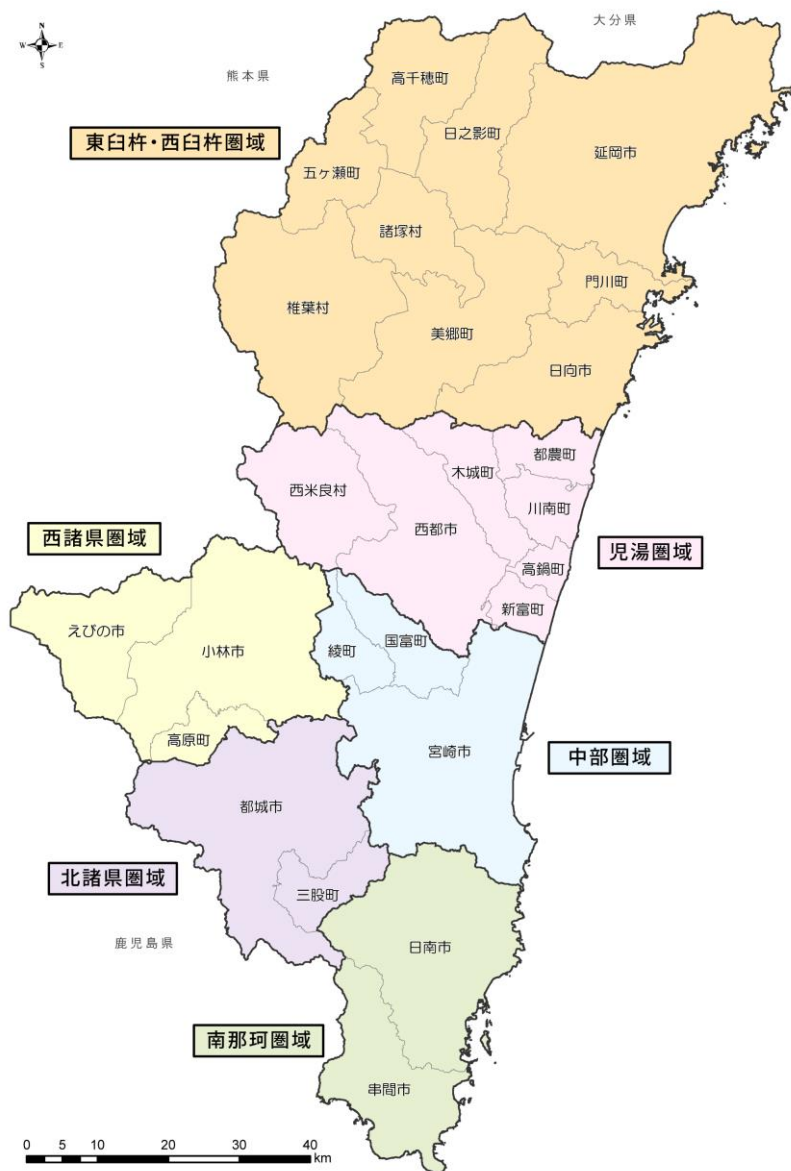 N
W
E
S
大分県
熊本県
高千穂町
日之影町
延岡市
東臼杵・西臼杵圏域
五ヶ瀬町
諸塚村
門川町
椎葉村
美郷町
日向市
都農町
木城町
西米良村
川南町
西都市
西諸県圏域
高鍋町
児湯圏域
新富町
えびの市
国富町
小林市
綾町
高原町
宮崎市
中部圏域
都城市
北諸県圏域
三股町
鹿児島県
日南市
南那珂圏域
串間市
0 5 10 20 30 40
km